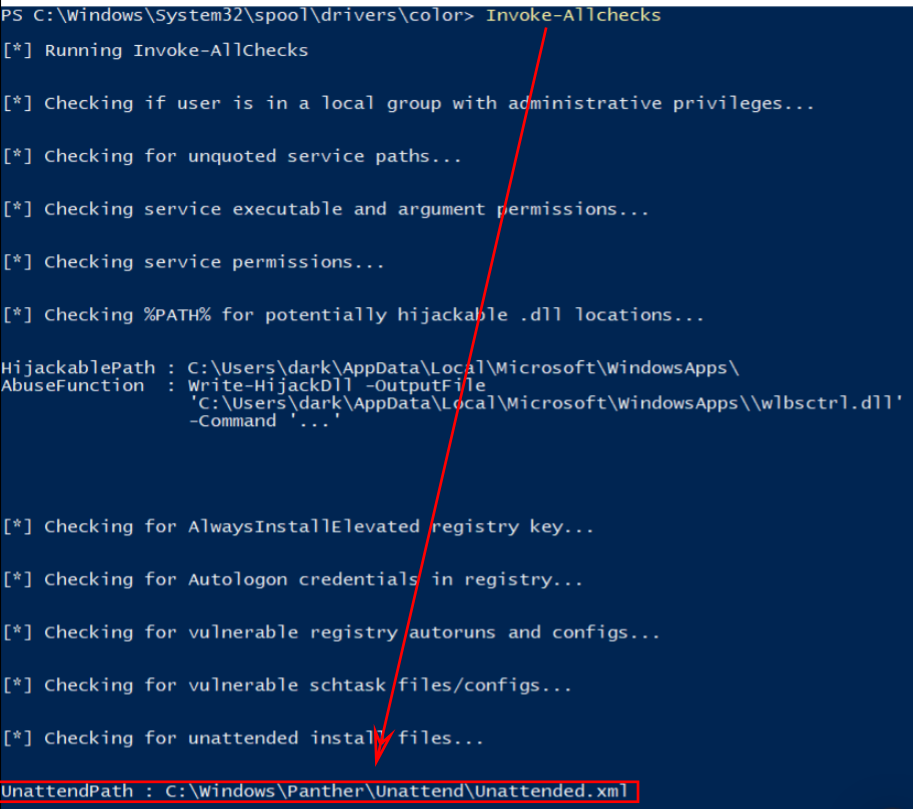 PS C:\Windows\System32\spool\drivers\color> Invoke-Allchecks
[*] Running Invoke-AllChecks
[*] Checking if user is in a local group with administrative privileges...
[*] Checking for unquoted service paths...
[*] Checking service executable and argument permissions...
[*] Checking service permissions...
[*] Checking %PATH% for potentially hijackable .dll locations...
HijackablePath : C:\Users\dark\AppData\Local\Microsoft\WindowsApps\
AbuseFunction : Write-HijackDll -OutputFile
'C:\Users\dark\AppData\Local\Microsoft\WindowsApps\\wlbsctrl.dll'
-Command '...'
[*] Checking for AlwaysInstallElevated registry key...
[*] Checking for Autologon credentials in registry...
[*] Checking for vulnerable registry autoruns and configs...
[*] Checking for vulnerable schtask files/configs...
[*] Checking for unattended install files...
UnattendPath : C:\Windows\Panther\Unattend\Unattended.xml